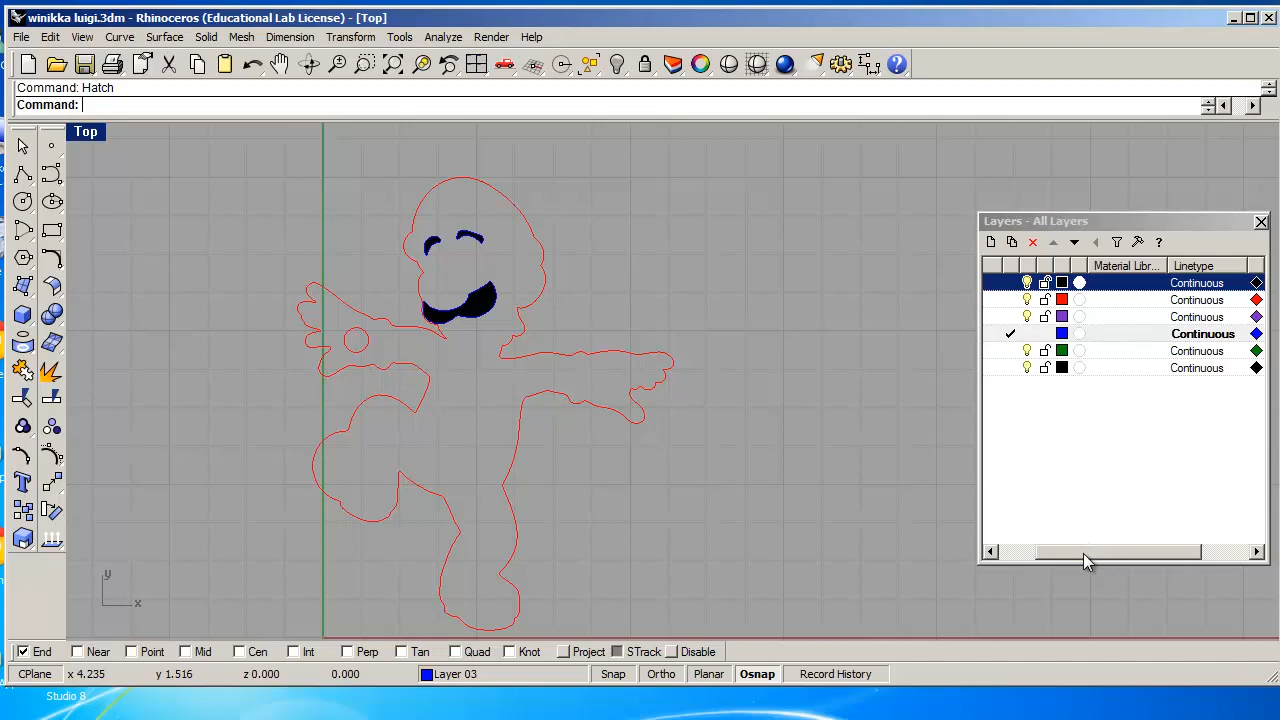 winikka luigi.3dm - Rhinoceros (Educational Lab License) - [Top]
File Edit View Curve Surface Solid Mesh Dimension Transform Tools Analyze Render Help
Command: Hatch
Command:
Top
Layers - All Layers
Material Libr... Linetype
Continuous
Continuous
Continuous
Continuous
Continuous
Continuous
y
x
End Near Point Mid Cen Int Perp Tan Quad Knot Project STrack Disable
CPlane x 4.235 y 1.516 z 0.000 0.000 Layer 03 Snap Ortho Planar Osnap Record History
Studio 8